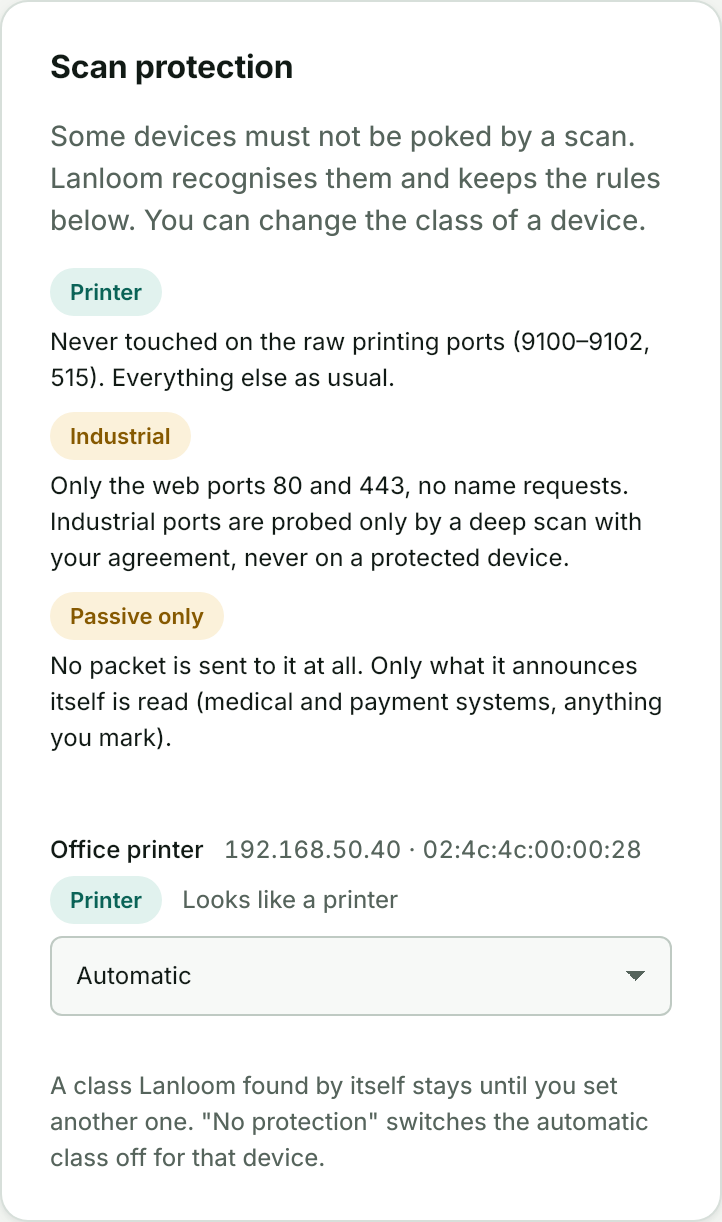 Scan protection
Some devices must not be poked by a scan.
Lanloom recognises them and keeps the rules
below. You can change the class of a device.
Printer
Never touched on the raw printing ports (9100–9102,
515). Everything else as usual.
Industrial
Only the web ports 80 and 443, no name requests.
Industrial ports are probed only by a deep scan with
your agreement, never on a protected device.
Passive only
No packet is sent to it at all. Only what it announces
itself is read (medical and payment systems, anything
you mark).
Office printer 192.168.50.40 · 02:4c:4c:00:00:28
Printer Looks like a printer
Automatic
A class Lanloom found by itself stays until you set
another one. "No protection" switches the automatic
class off for that device.